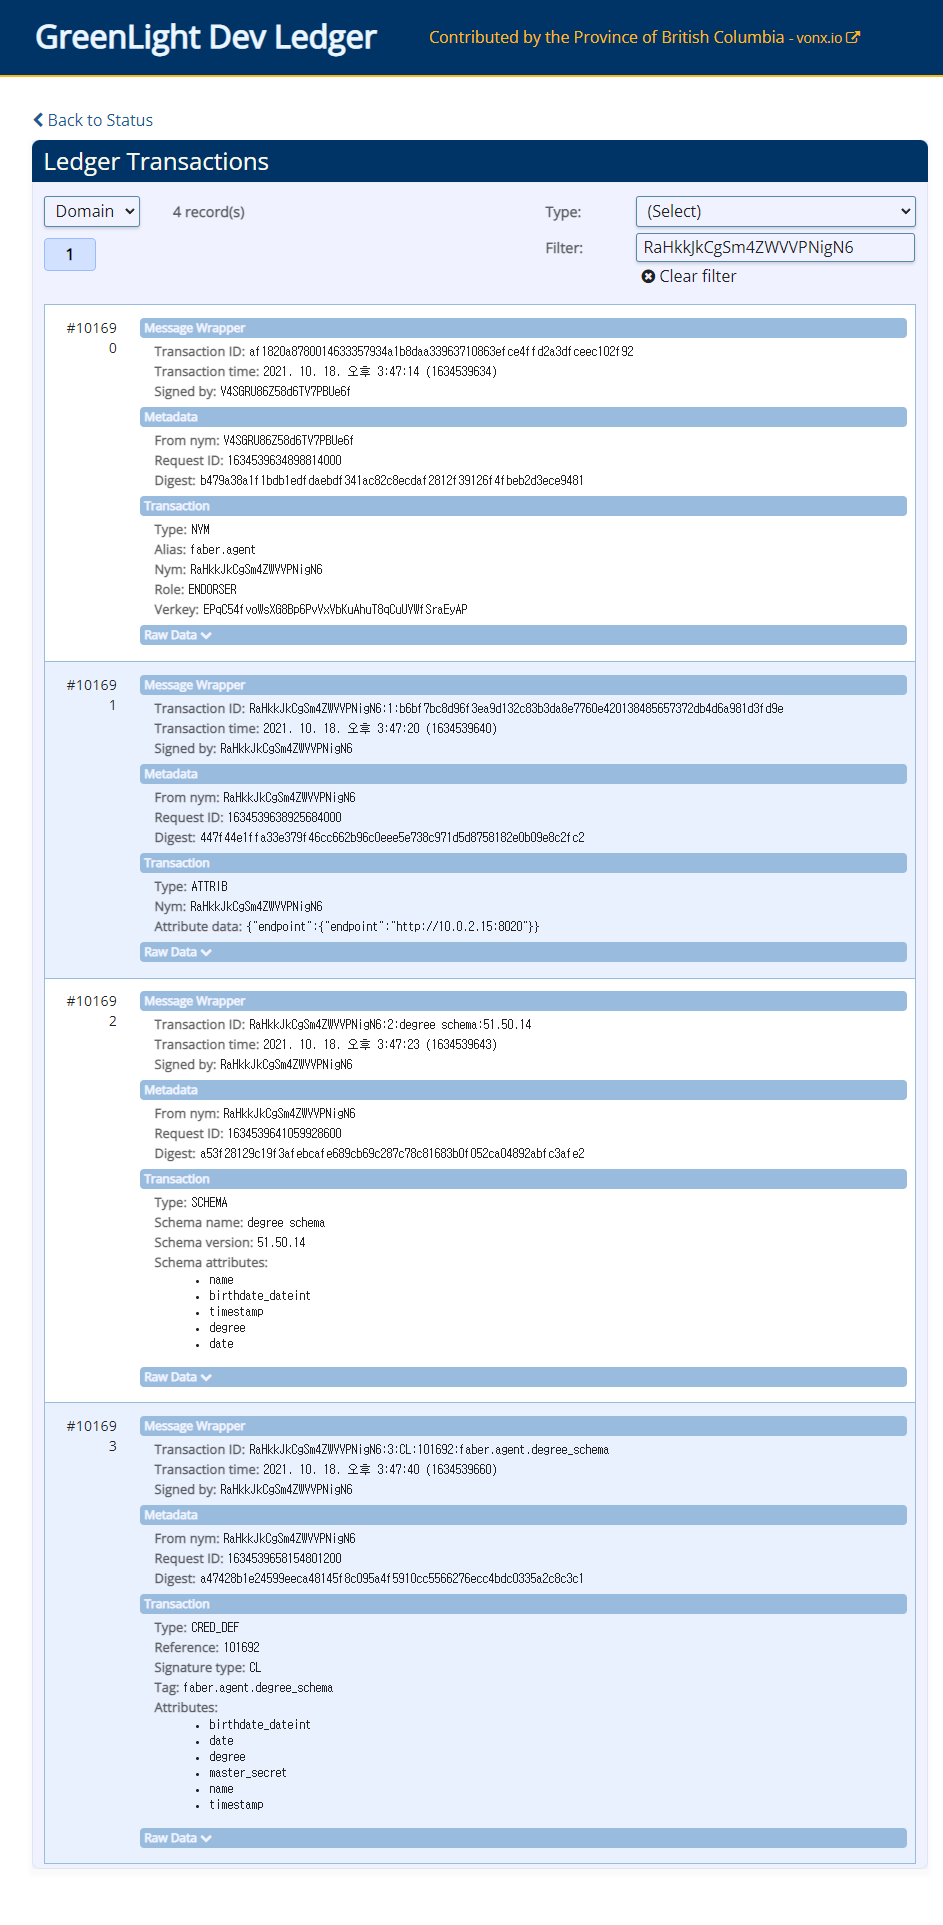 GreenLight Dev Ledger
Contributed by the Province of British Columbia - vonx.io
Back to Status
Ledger Transactions
Domain
4 record(s)
Type:
(Select)
1
Filter:
RaHkkJkCgSm4ZWVVPNigN6
Clear filter
#10169
0
Message Wrapper
Transaction ID: af1820a8780014633357934a1b8daa33963710863efce4ffd2a3dfceec102f92
Transaction time: 2021. 10. 18. 오후 3:47:14 (1634539634)
Signed by: V4SGRU86Z58d6TV7PBUe6f
Metadata
From nym: V4SGRU86Z58d6TV7PBUe6f
Request ID: 1634539634898814000
Digest: b479a38a1f1bdb1edfdaebdf341ac82c8ecdaf2812f39126f4fbeb2d3ece9481
Transaction
Type: NYM
Alias: faber.agent
Nym: RaHkkJkCgSm4ZWVVPNigN6
Role: ENDORSER
Verkey: EPqC54fvoWsXG8Bp6PvVxVbKuAhuT8qCuUYWfSraEyAP
Raw Data
#10169
1
Message Wrapper
Transaction ID: RaHkkJkCgSm4ZWVVPNigN6:1:b6bf7bc8d96f3ea9d132c83b3da8e7760e420138485657372db4d6a981d3fd9e
Transaction time: 2021. 10. 18. 오후 3:47:20 (1634539640)
Signed by: RaHkkJkCgSm4ZWVVPNigN6
Metadata
From nym: RaHkkJkCgSm4ZWVVPNigN6
Request ID: 1634539638925684000
Digest: 447f44e1ffa33e379f46cc662b96c0eee5e738c971d5d8758182e0b09e8c2fc2
Transaction
Type: ATTRIB
Nym: RaHkkJkCgSm4ZWVVPNigN6
Attribute data: {"endpoint":{"endpoint":"http://10.0.2.15:8020"}}
Raw Data
#10169
2
Message Wrapper
Transaction ID: RaHkkJkCgSm4ZWVVPNigN6:2:degree schema:51.50.14
Transaction time: 2021. 10. 18. 오후 3:47:23 (1634539643)
Signed by: RaHkkJkCgSm4ZWVVPNigN6
Metadata
From nym: RaHkkJkCgSm4ZWVVPNigN6
Request ID: 1634539641059928600
Digest: a53f28129c19f3afebcafe689cb69c287c78c81683b0f052ca04892abfc3afe2
Transaction
Type: SCHEMA
Schema name: degree schema
Schema version: 51.50.14
Schema attributes:
• name
• birthdate_dateint
• timestamp
• degree
• date
Raw Data
#10169
3
Message Wrapper
Transaction ID: RaHkkJkCgSm4ZWVVPNigN6:3:CL:101692:faber.agent.degree_schema
Transaction time: 2021. 10. 18. 오후 3:47:40 (1634539660)
Signed by: RaHkkJkCgSm4ZWVVPNigN6
Metadata
From nym: RaHkkJkCgSm4ZWVVPNigN6
Request ID: 1634539658154801200
Digest: a47428b1e24599eeca48145f8c095a4f5910cc5566276ecc4bdc0335a2c8c3c1
Transaction
Type: CRED_DEF
Reference: 101692
Signature type: CL
Tag: faber.agent.degree_schema
Attributes:
• birthdate_dateint
• date
• degree
• master_secret
• name
• timestamp
Raw Data